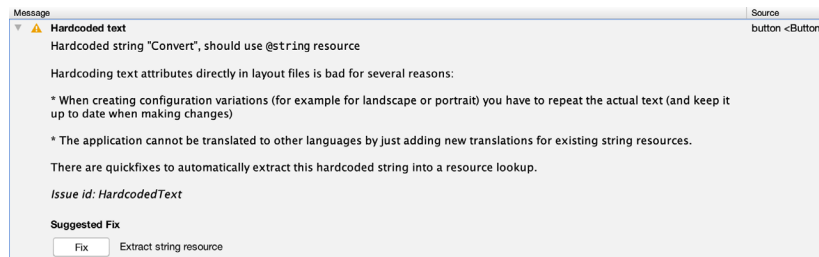 Message Source
Hardcoded text button <Button
Hardcoded string "Convert", should use @string resource
Hardcoding text attributes directly in layout files is bad for several reasons:
* When creating configuration variations (for example for landscape or portrait) you have to repeat the actual text (and keep it
up to date when making changes)
* The application cannot be translated to other languages by just adding new translations for existing string resources.
There are quickfixes to automatically extract this hardcoded string into a resource lookup.
Issue id: HardcodedText
Suggested Fix
Fix Extract string resource